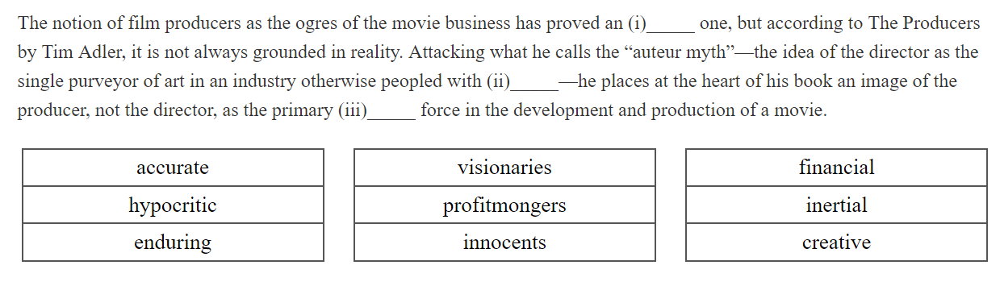 The notion of film producers as the ogres of the movie business has proved an (i)_____ one, but according to The Producers
by Tim Adler, it is not always grounded in reality. Attacking what he calls the “auteur myth”—the idea of the director as the
single purveyor of art in an industry otherwise peopled with (ii)_____—he places at the heart of his book an image of the
producer, not the director, as the primary (iii)_____ force in the development and production of a movie.
accurate visionaries financial
hypocritic profitmongers inertial
enduring innocents creative